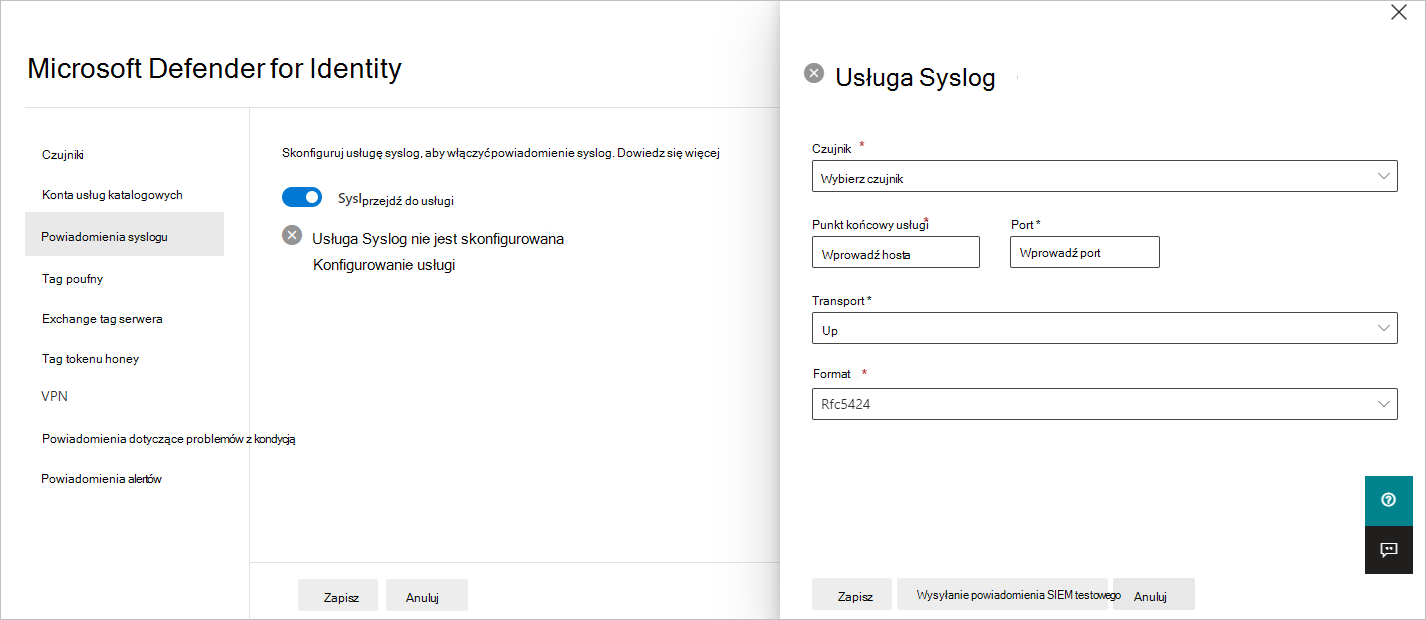 Microsoft Defender for Identity
Czujniki
Konta usług katalogowych
Powiadomienia syslogu
Tag poufny
Exchange tag serwera
Tag tokenu honey
VPN
Powiadomienia dotyczące problemów z kondycją
Powiadomienia alertów
Skonfiguruj usługę syslog, aby włączyć powiadomienie syslog. Dowiedz się więcej
Syslprzejdź do usługi
Usługa Syslog nie jest skonfigurowana
Konfigurowanie usługi
Zapisz Anuluj
Usługa Syslog
Czujnik *
Wybierz czujnik
Punkt końcowy usługi * Port *
Wprowadź hosta Wprowadź port
Transport *
Up
Format *
Rfc5424
Zapisz Wysyłanie powiadomienia SIEM testowego Anuluj